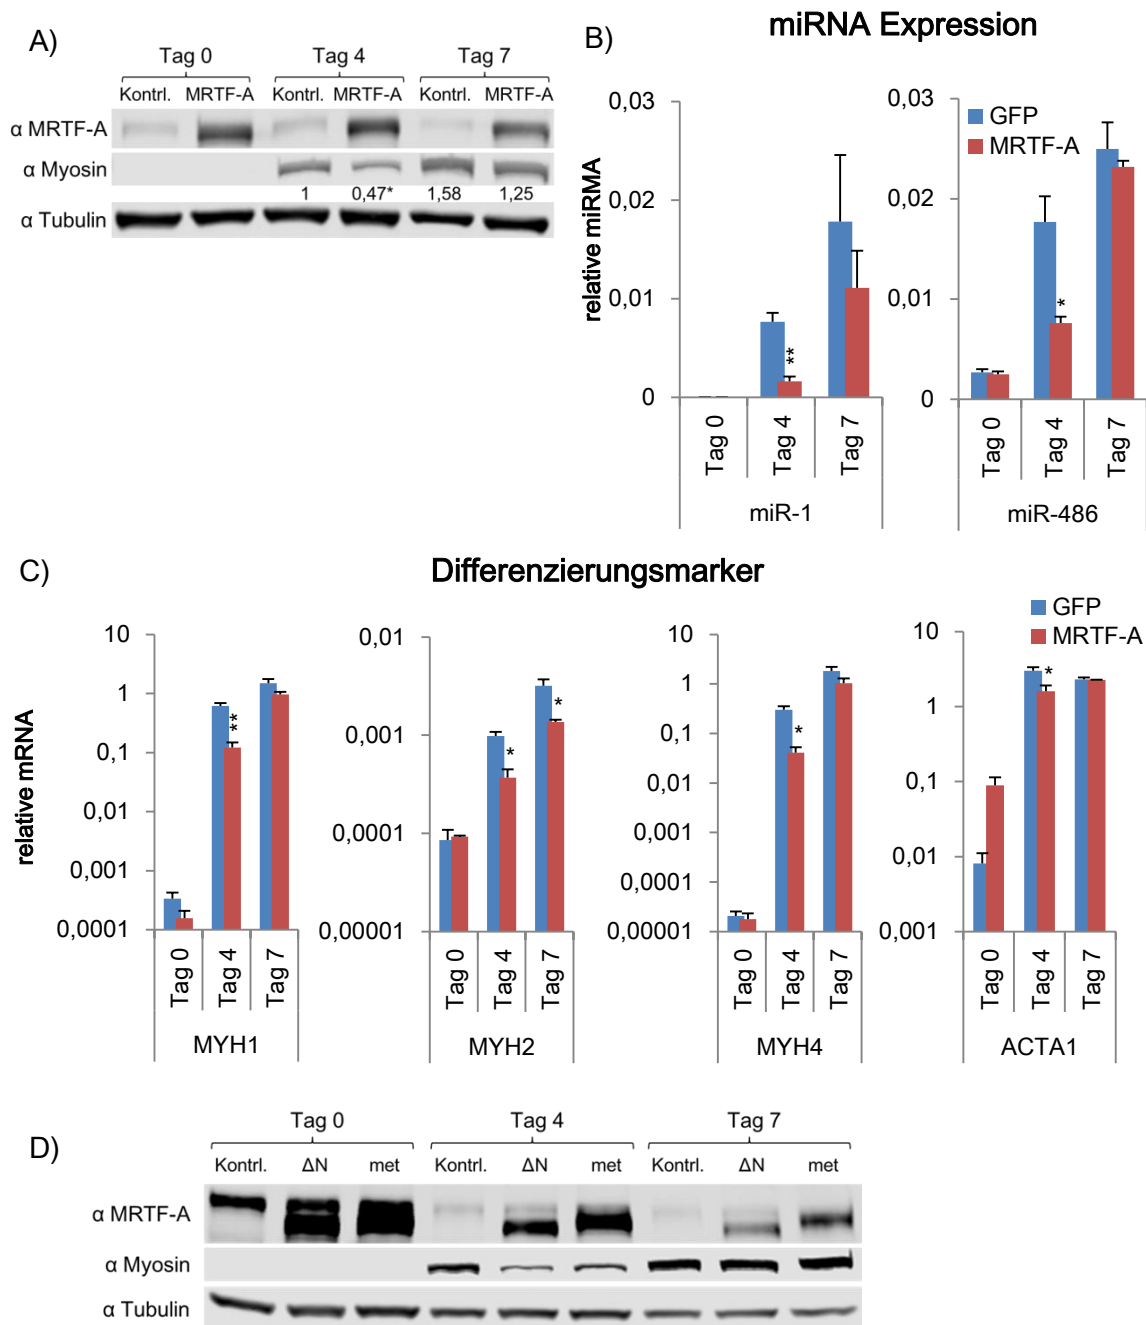 A)
Tag 0 Tag 4 Tag 7
Kontrl. MRTF-A Kontrl. MRTF-A Kontrl. MRTF-A
α MRTF-A
α Myosin
1 0,47* 1,58 1,25
α Tubulin
B)
miRNA Expression
relative miRMA
0,03
0,02
0,01
0
**
Tag 0 Tag 4 Tag 7
miR-1
0,03
0,02
0,01
0
GFP
MRTF-A
*
Tag 0 Tag 4 Tag 7
miR-486
C)
Differenzierungsmarker
GFP
MRTF-A
relative mRNA
10
1
0,1
0,01
0,001
0,0001
**
Tag 0 Tag 4 Tag 7
MYH1
0,01
0,001
0,0001
0,00001
* *
Tag 0 Tag 4 Tag 7
MYH2
10
1
0,1
0,01
0,001
0,0001
0,00001
*
Tag 0 Tag 4 Tag 7
MYH4
10
1
0,1
0,01
0,001
*
Tag 0 Tag 4 Tag 7
ACTA1
D)
Tag 0 Tag 4 Tag 7
Kontrl. ΔN met Kontrl. ΔN met Kontrl. ΔN met
α MRTF-A
α Myosin
α Tubulin